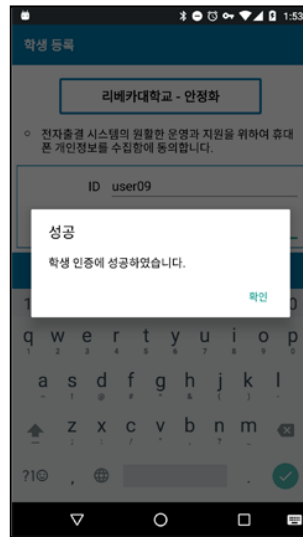 1:53
학생 등록
리베카대학교 - 안정화
○ 전자출결 시스템의 원활한 운영과 지원을 위하여 휴대
폰 개인정보를 수집함에 동의합니다.
ID user09
성공
학생 인증에 성공하였습니다.
확인
q w e r t y u i o p
1 2 3 4 5 6 7 8 9 0
a s d f g h j k l
z x c v b n m
?1☺ , .